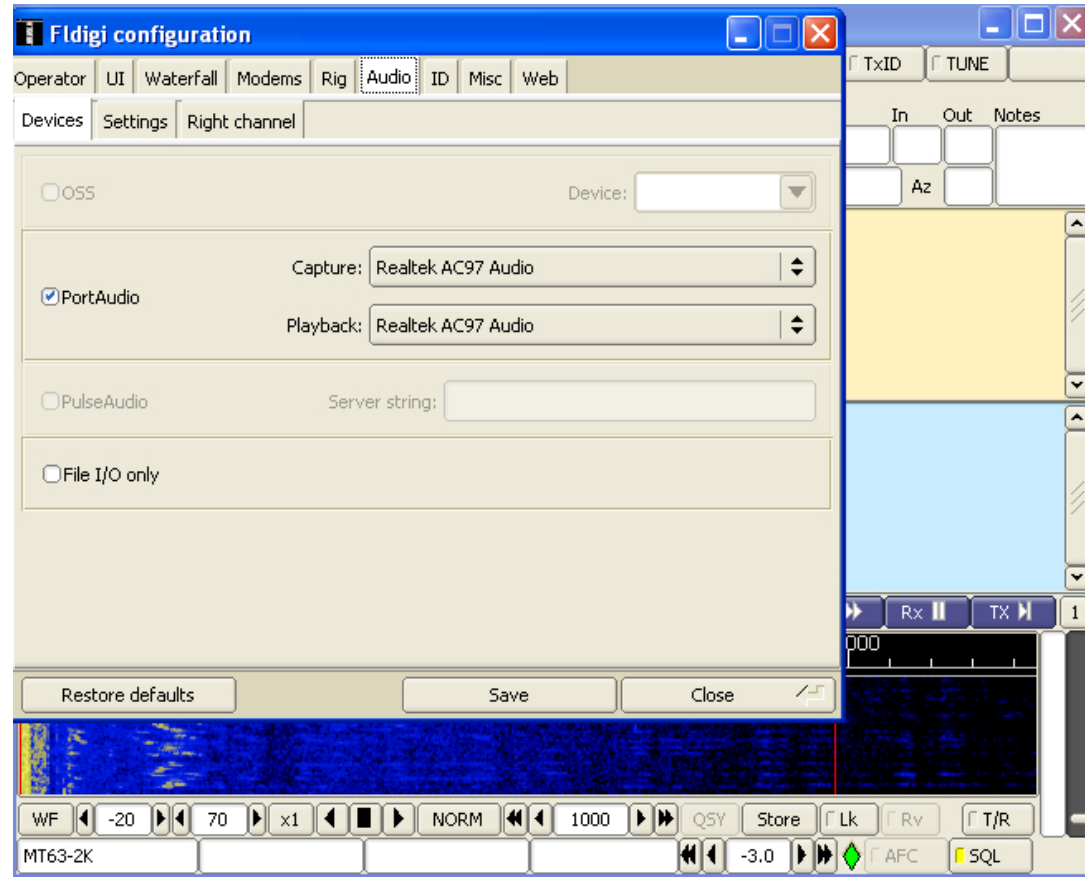 Fldigi configuration
Operator UI Waterfall Modems Rig Audio ID Misc Web
Devices Settings Right channel
OSS Device:
Capture: Realtek AC97 Audio
PortAudio
Playback: Realtek AC97 Audio
PulseAudio Server string:
File I/O only
Restore defaults Save Close
TxID TUNE
In Out Notes
Az
Rx TX 1
000
WF -20 70 x1 NORM 1000 QSY Store Lk Rv T/R
MT63-2K -3.0 AFC SQL